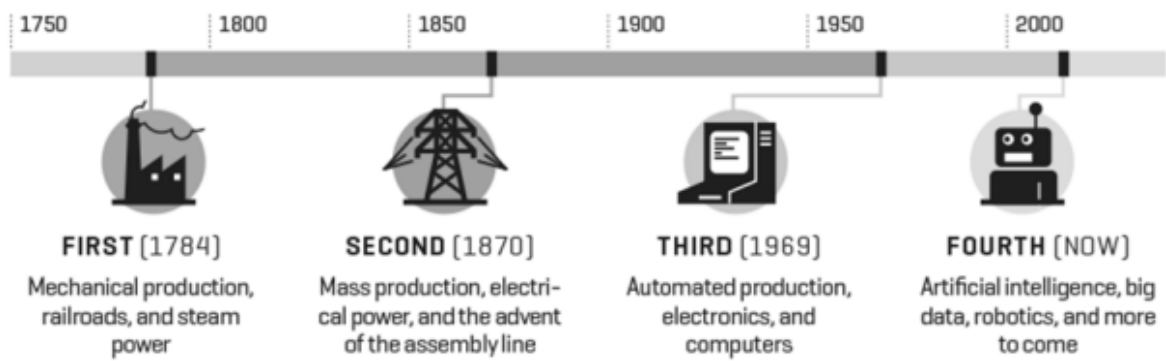 1750
1800
1850
1900
1950
2000
FIRST (1784)
Mechanical production,
railroads, and steam
power
SECOND (1870)
Mass production, electri-
cal power, and the advent
of the assembly line
THIRD (1969)
Automated production,
electronics, and
computers
FOURTH (NOW)
Artificial intelligence, big
data, robotics, and more
to come